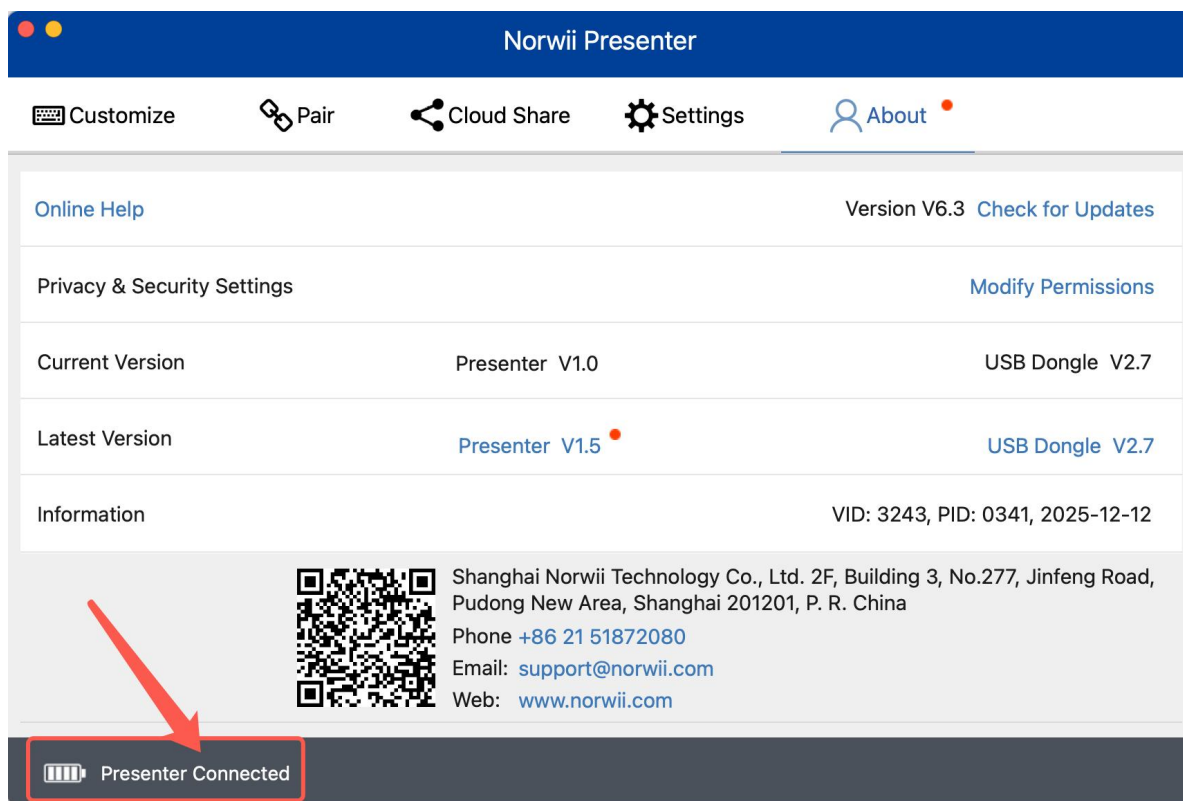 Norwii Presenter
Customize Pair Cloud Share Settings About
Online Help Version V6.3 Check for Updates
Privacy & Security Settings Modify Permissions
Current Version Presenter V1.0 USB Dongle V2.7
Latest Version Presenter V1.5 USB Dongle V2.7
Information VID: 3243, PID: 0341, 2025-12-12
Shanghai Norwii Technology Co., Ltd. 2F, Building 3, No.277, Jinfeng Road,
Pudong New Area, Shanghai 201201, P. R. China
Phone +86 21 51872080
Email: support@norwii.com
Web: www.norwii.com
Presenter Connected